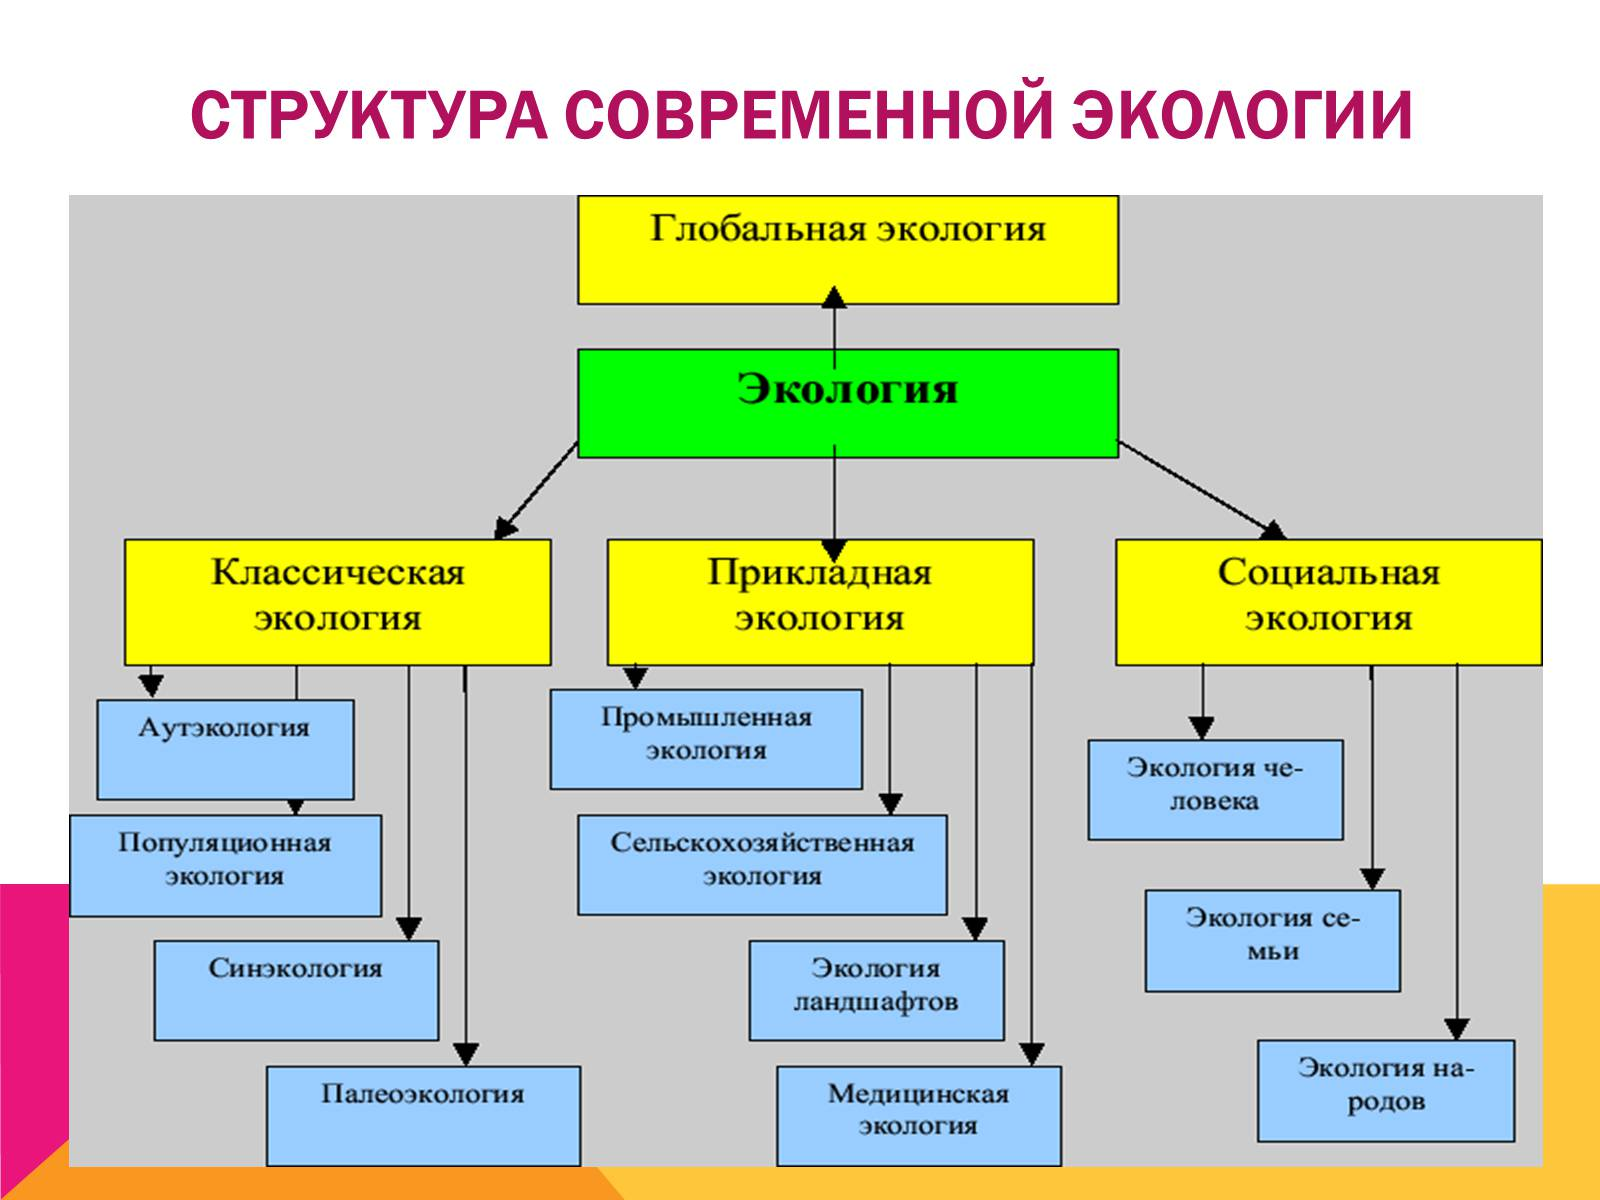 СТРУКТУРА СОВРЕМЕННОЙ ЭКОЛОГИИ
Глобальная экология
Экология
Классическая
экология
Прикладная
экология
Социальная
экология
Аутэкология
Популяционная
экология
Синэкология
Палеоэкология
Промышленная
экология
Сельскохозяйственная
экология
Экология
ландшафтов
Медицинская
экология
Экология че-
ловека
Экология се-
мьи
Экология на-
родов